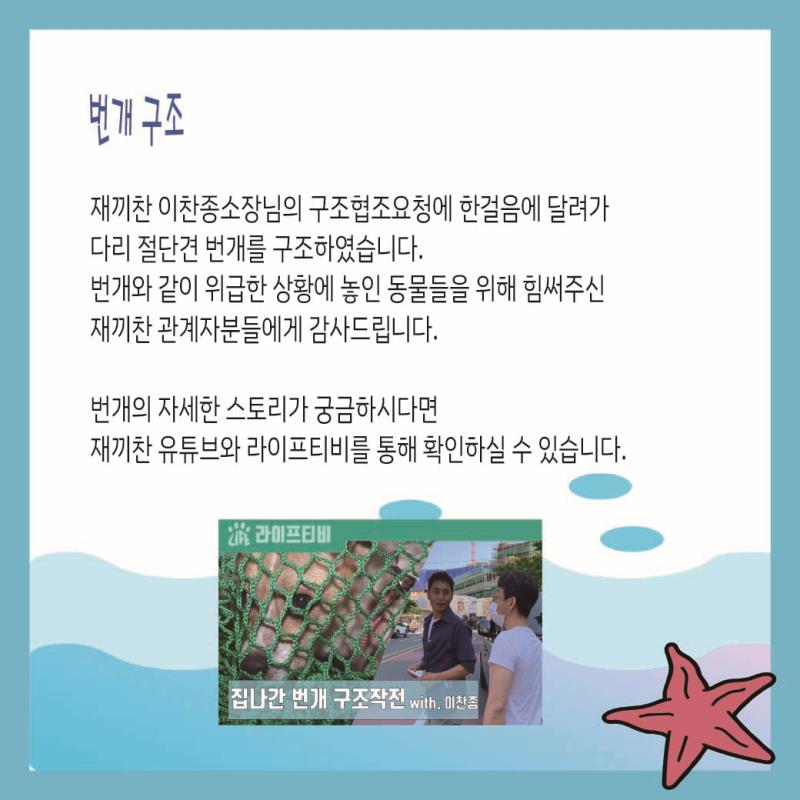 번개 구조
재끼찬 이찬종소장님의 구조협조요청에 한걸음에 달려가
다리 절단견 번개를 구조하였습니다.
번개와 같이 위급한 상황에 놓인 동물들을 위해 힘써주신
재끼찬 관계자분들에게 감사드립니다.
번개의 자세한 스토리가 궁금하시다면
재끼찬 유튜브와 라이프티비를 통해 확인하실 수 있습니다.
LIFE 라이프티비
집나간 번개 구조작전 with. 이찬종